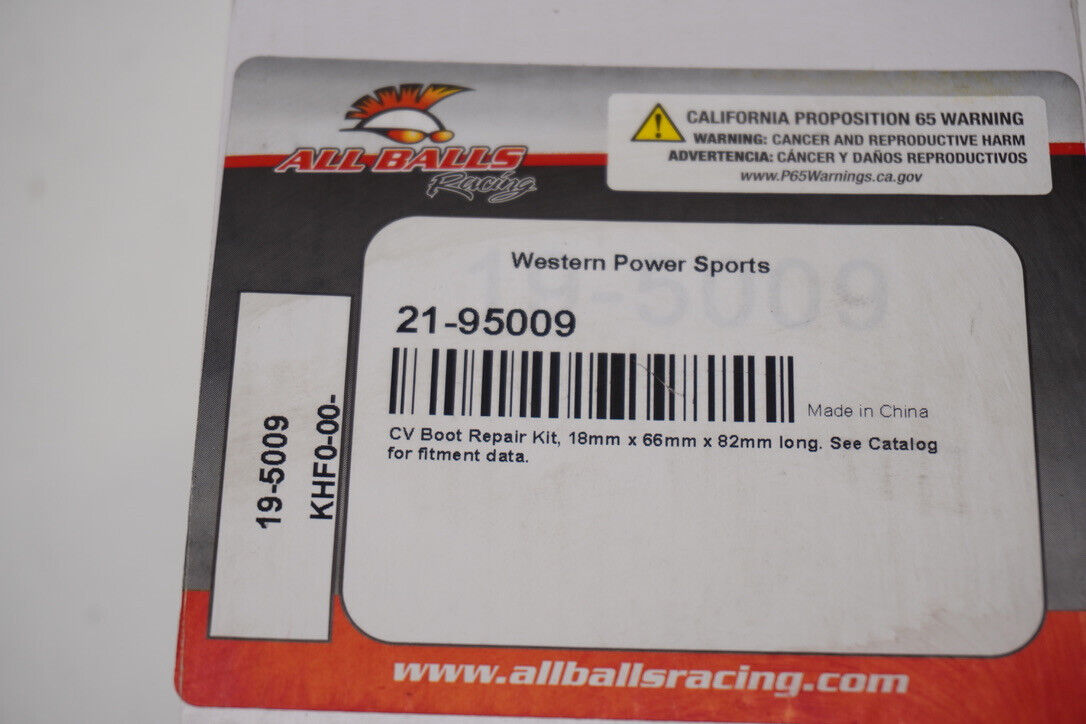 ALL BALLS
Racing
CALIFORNIA PROPOSITION 65 WARNING
WARNING: CANCER AND REPRODUCTIVE HARM
ADVERTENCIA: CÁNCER Y DAÑOS REPRODUCTIVOS
www.P65Warnings.ca.gov
Western Power Sports
19-5009
21-95009
Made in China
CV Boot Repair Kit, 18mm x 66mm x 82mm long. See Catalog
for fitment data.
19-5009
KHF0-00-
www.allballsracing.com